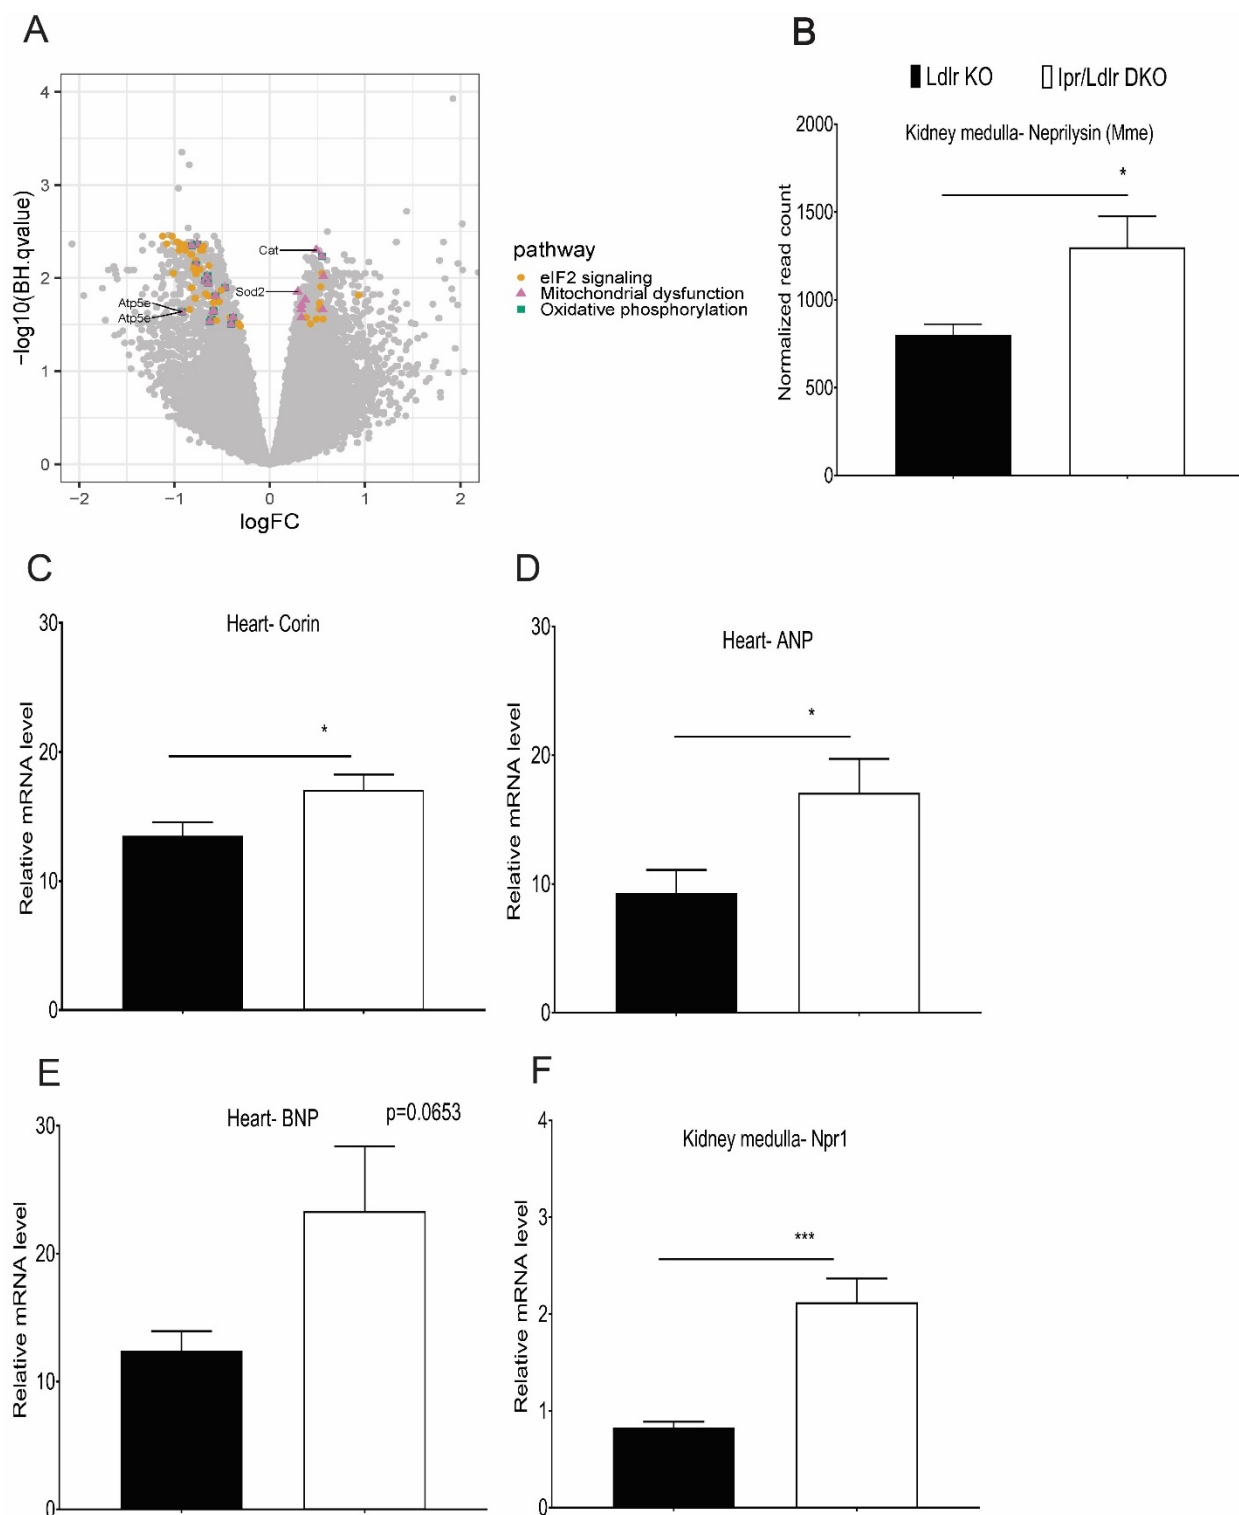 A
4
3
2
1
0
−log10(BH.qvalue)
Cat
Sod2
Atp5e
Atp5e
−2
−1
0
1
2
logFC
pathway
eIF2 signaling
Mitochondrial dysfunction
Oxidative phosphorylation
B
Ldlr KO
lpr/Ldlr DKO
Kidney medulla- Neprilysin (Mme)
2000
1500
1000
500
0
Normalized read count
*
C
Heart- Corin
30
20
10
0
Relative mRNA level
*
D
Heart- ANP
30
20
10
0
Relative mRNA level
*
E
Heart- BNP
p=0.0653
30
20
10
0
Relative mRNA level
F
Kidney medulla- Npr1
4
3
2
1
0
Relative mRNA level
***